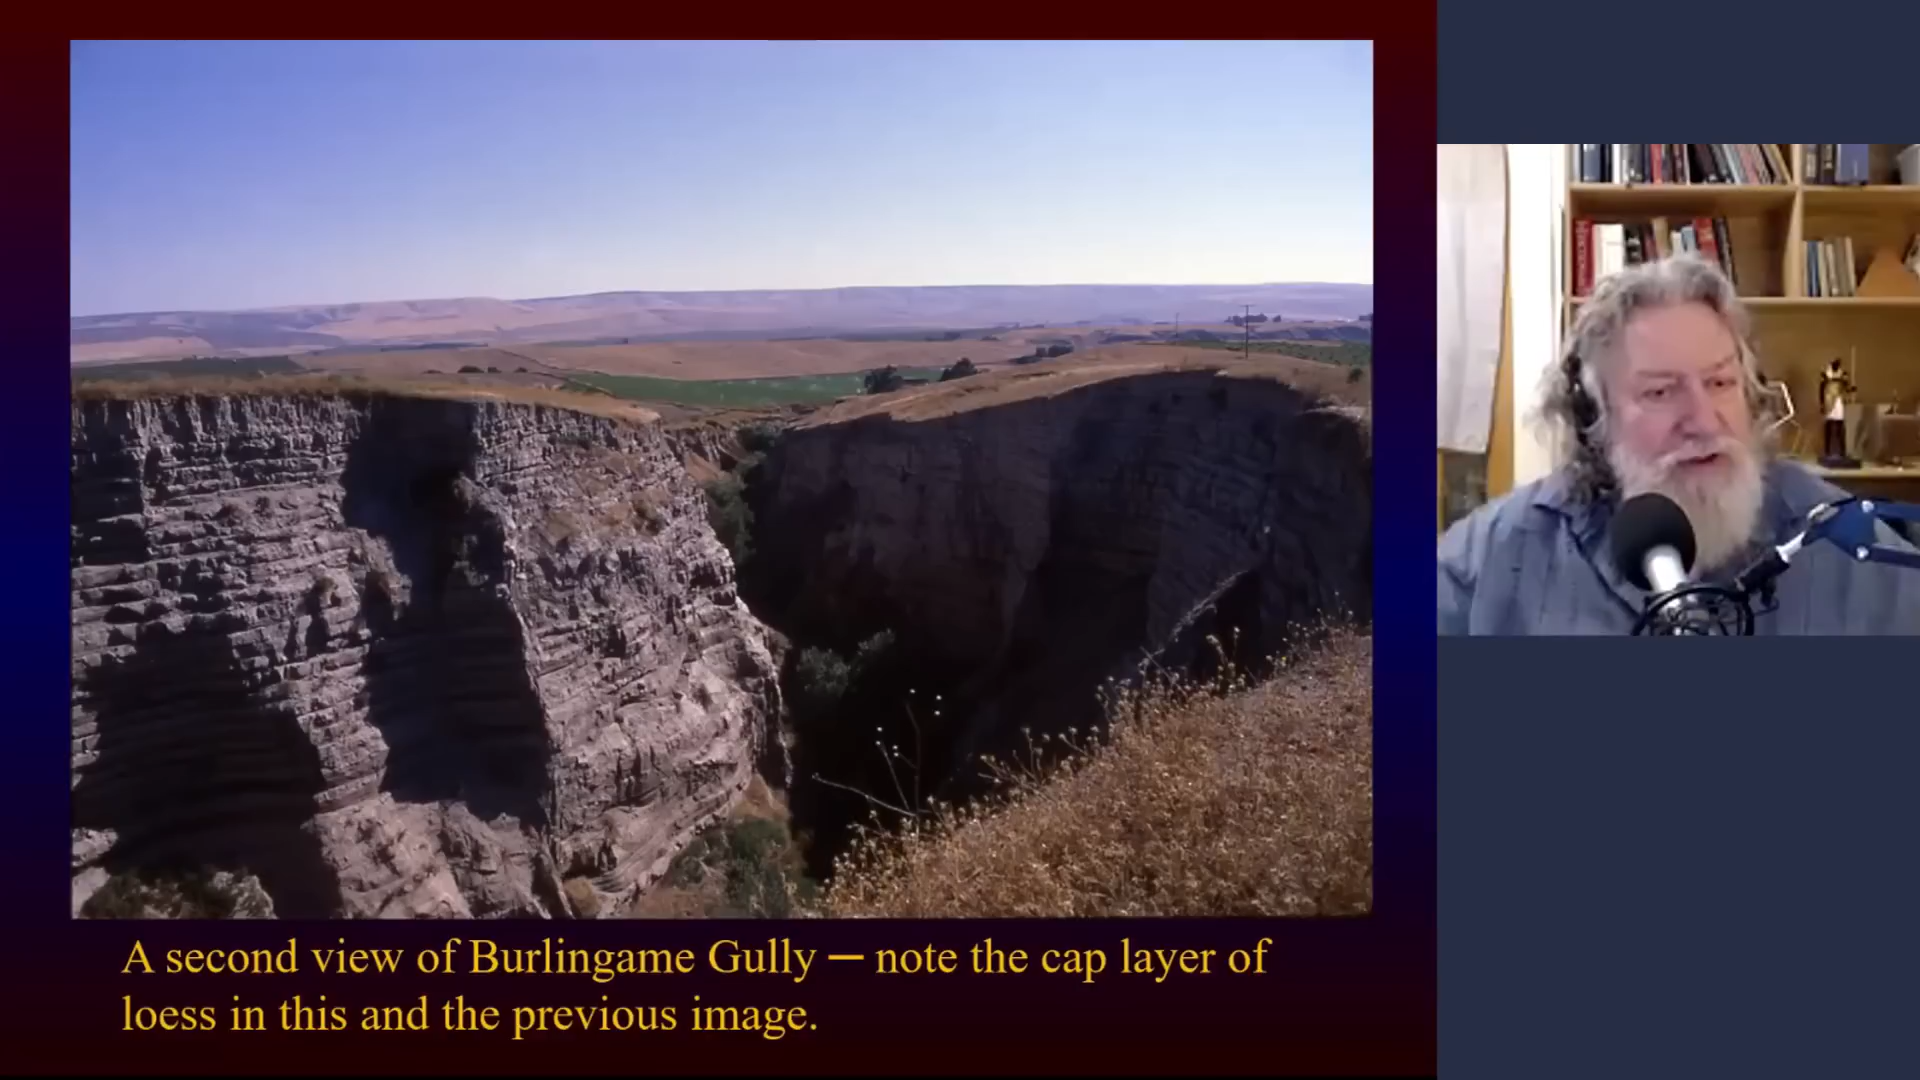 A second view of Burlingame Gully — note the cap layer of
loess in this and the previous image.